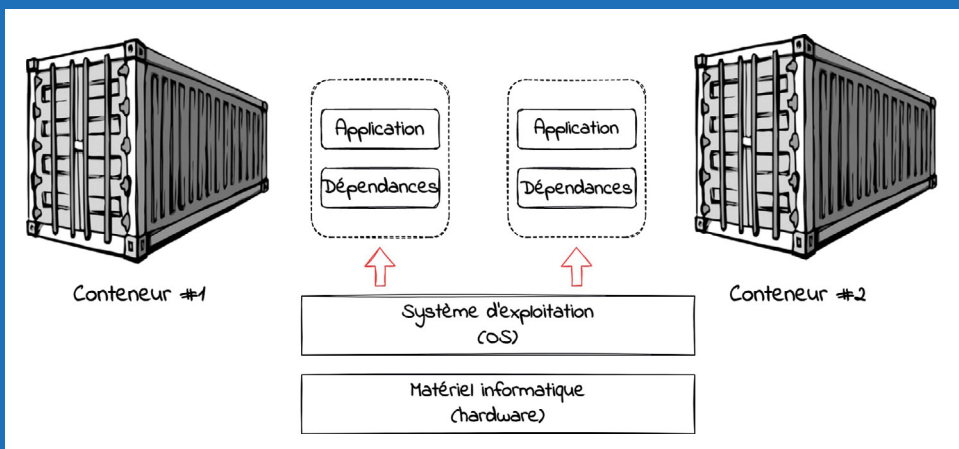 Application
Dépendances
Application
Dépendances
Conteneur #1
Conteneur #2
Système d'exploitation
(OS)
Matériel informatique
(hardware)